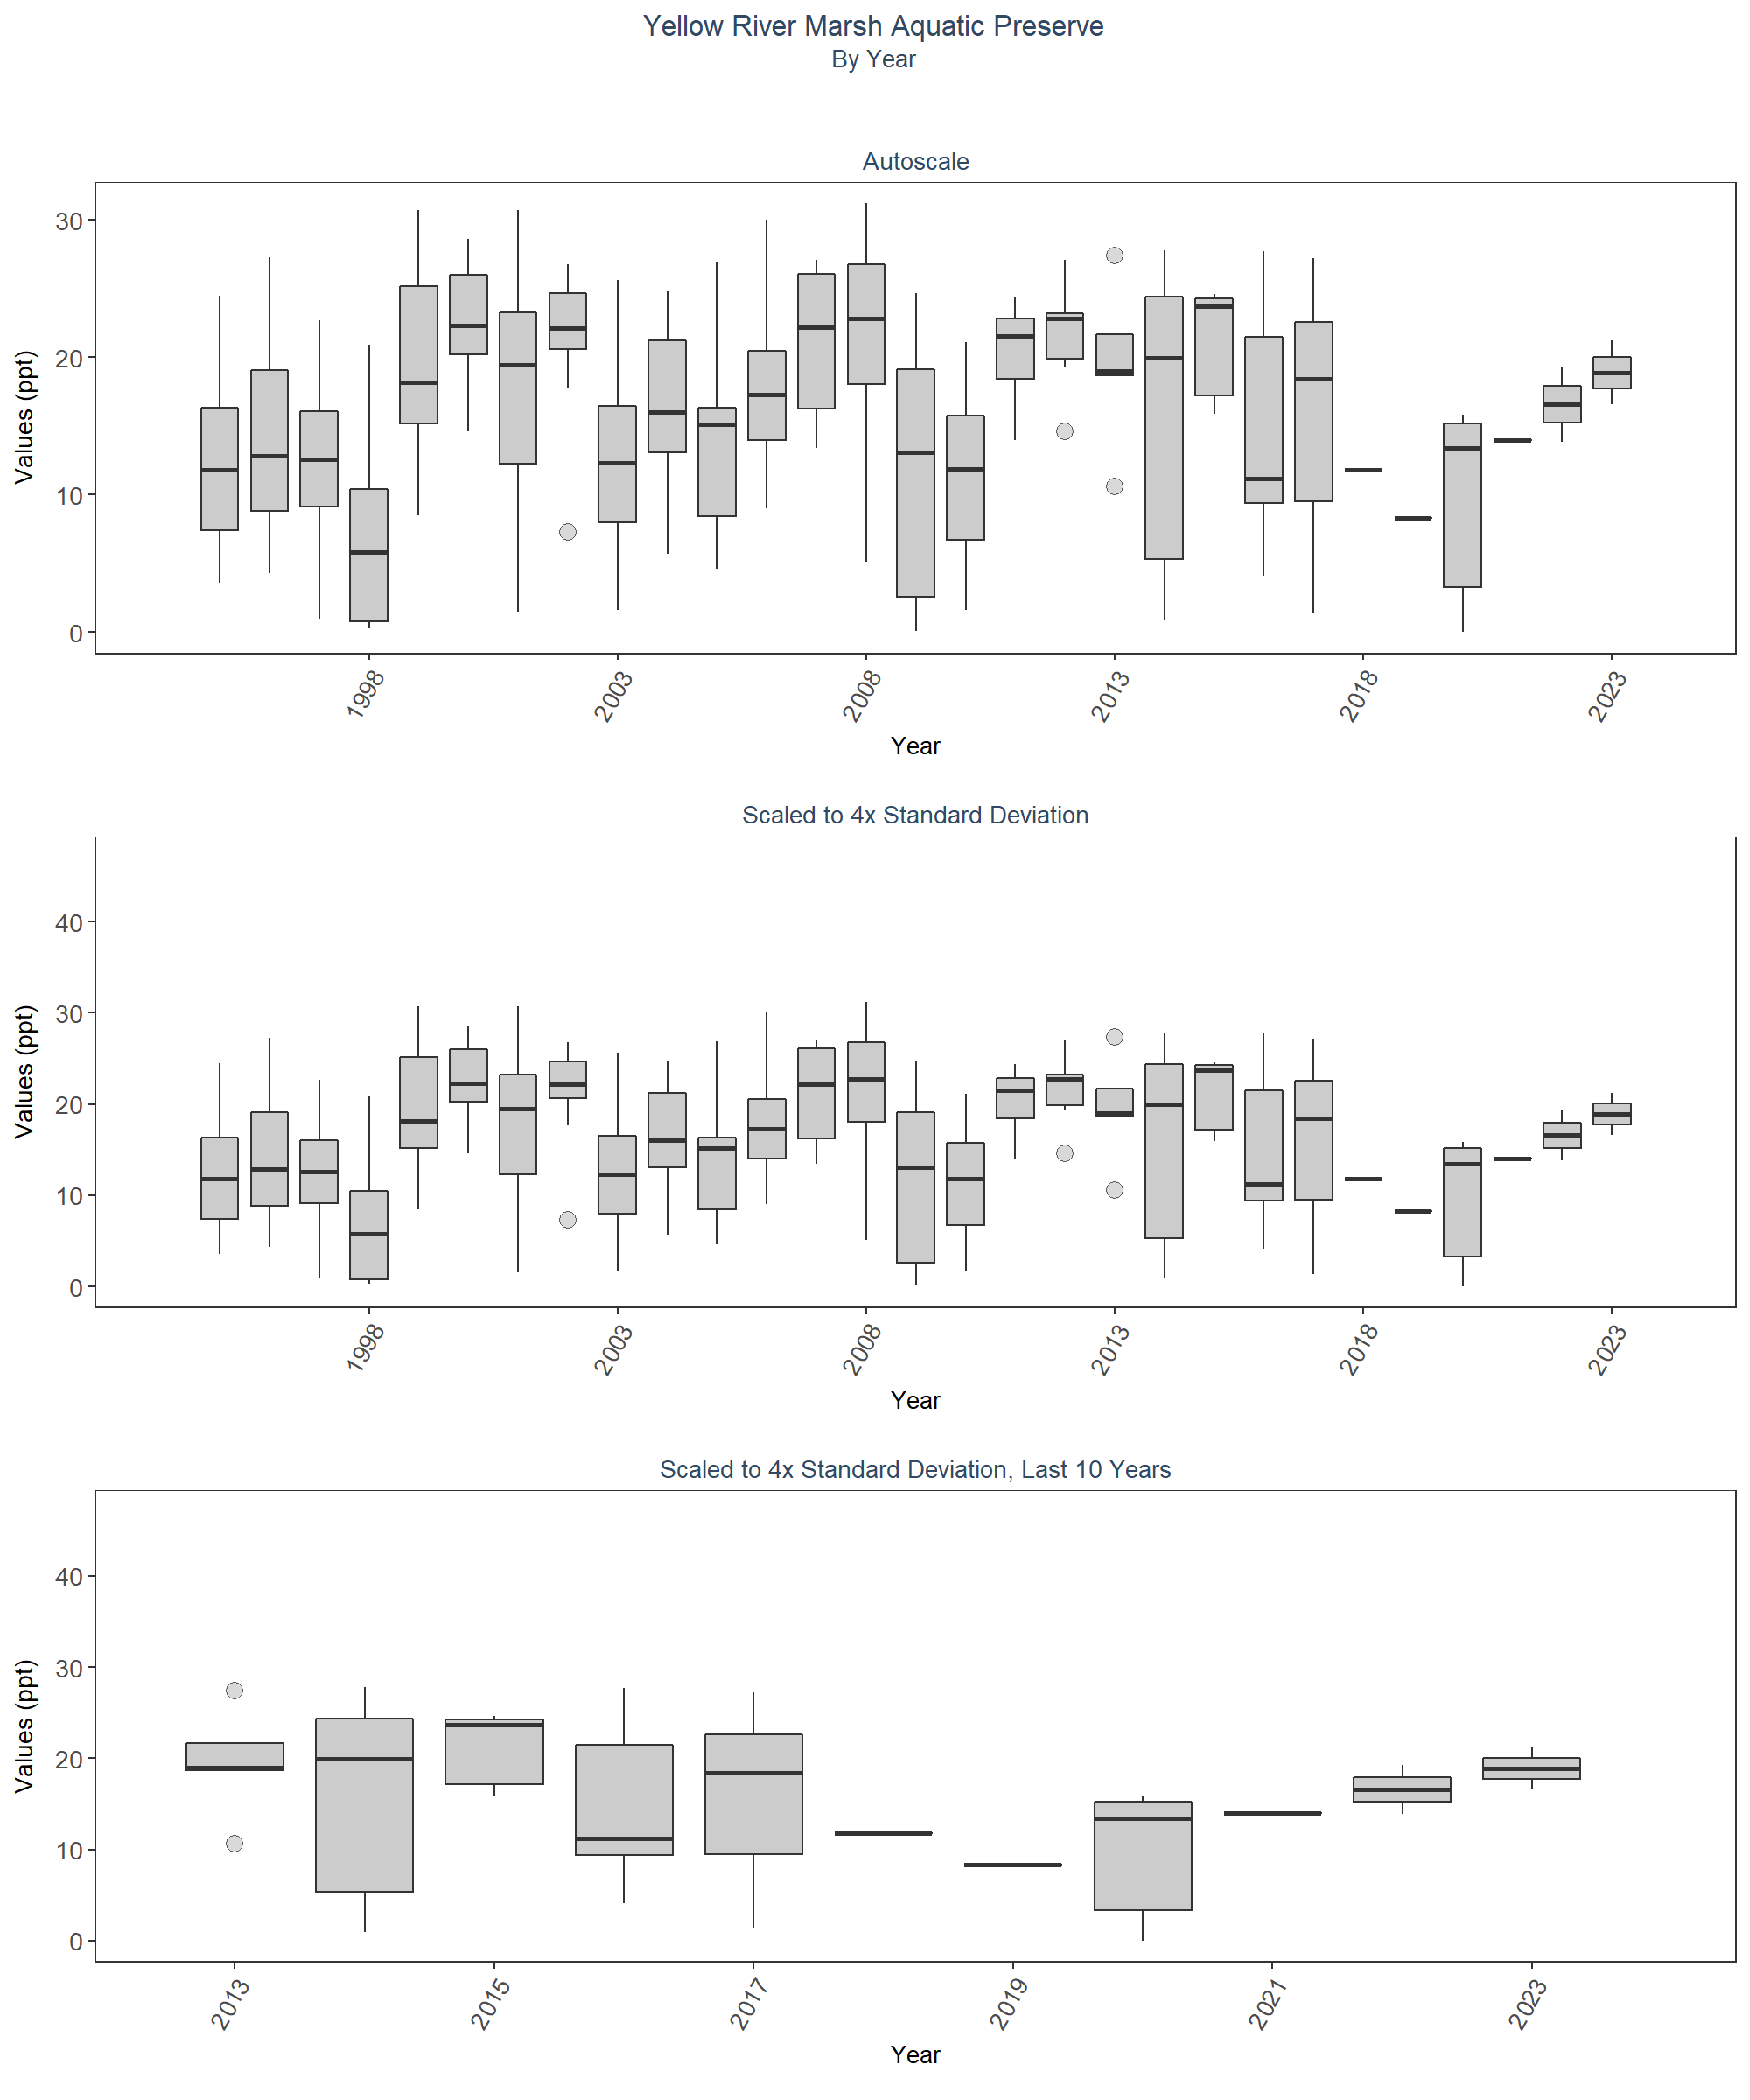 Yellow River Marsh Aquatic Preserve
By Year
Autoscale
Values (ppt)
30
20
10
0
1998 2003 2008 2013 2018 2023
Year
Scaled to 4x Standard Deviation
Values (ppt)
40
30
20
10
0
1998 2003 2008 2013 2018 2023
Year
Scaled to 4x Standard Deviation, Last 10 Years
Values (ppt)
40
30
20
10
0
2013 2015 2017 2019 2021 2023
Year